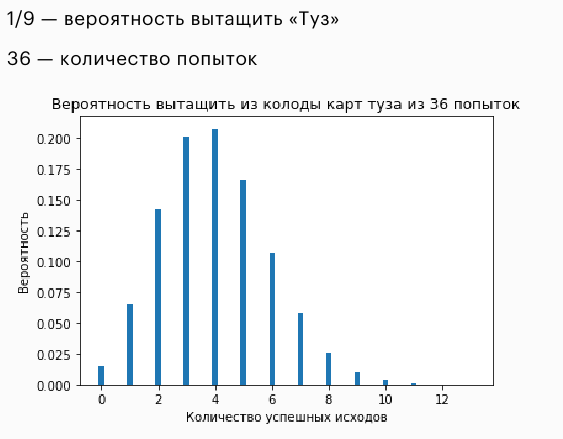 1/9 — вероятность вытащить «Туз»
36 — количество попыток
Вероятность вытащить из колоды карт туза из 36 попыток
0.200
0.175
0.150
0.125
0.100
0.075
0.050
0.025
0.000
Вероятность
0 2 4 6 8 10 12
Количество успешных исходов